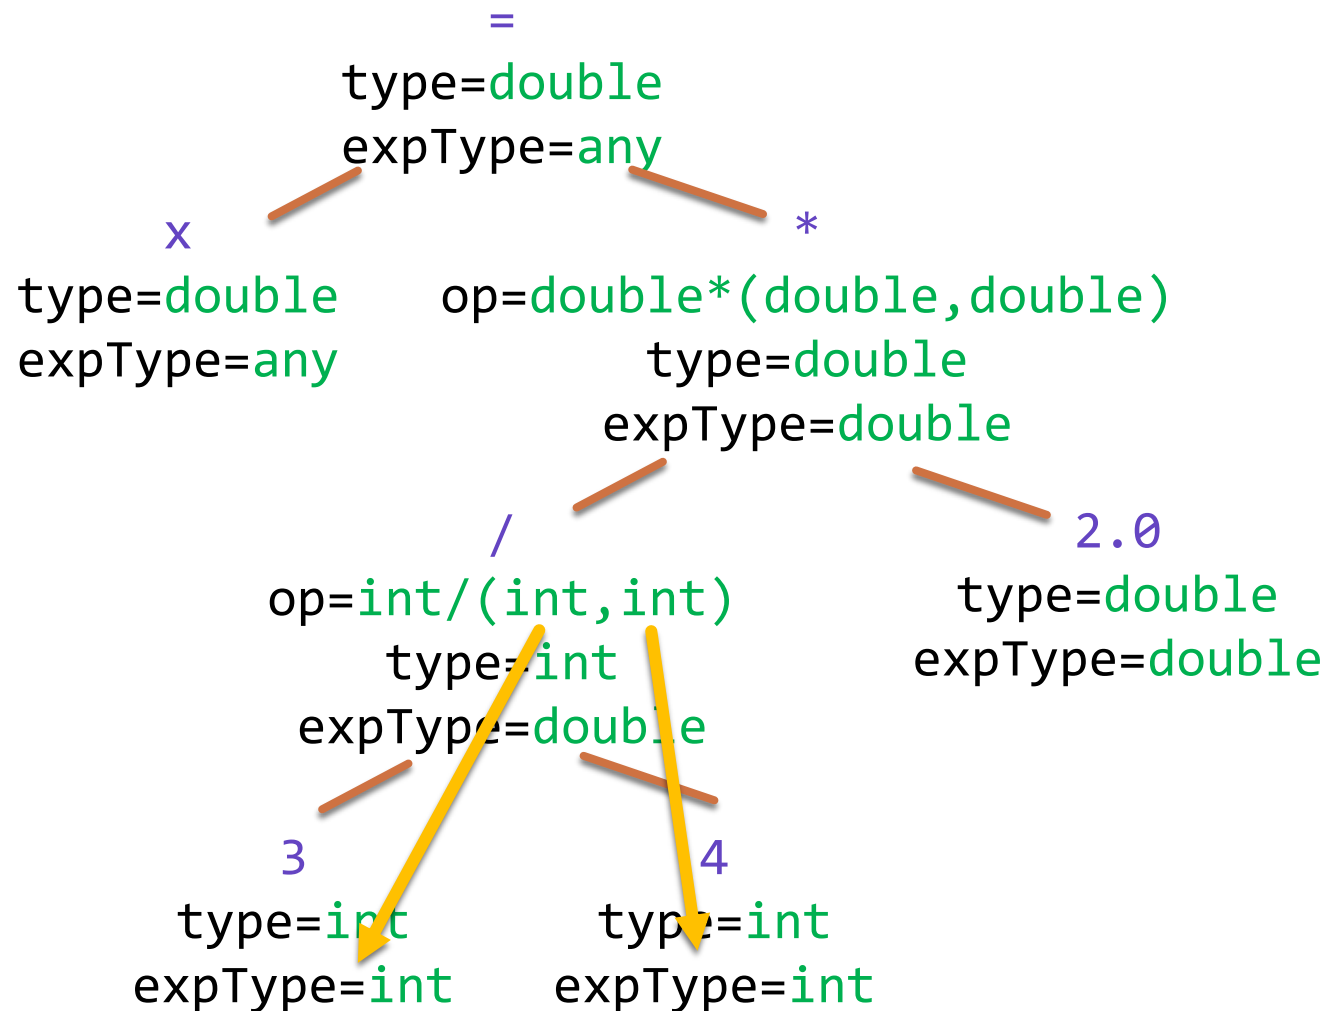 =
type=double
expType=any
x
type=double
expType=any
*
op=double*(double,double)
type=double
expType=double
/
op=int/(int,int)
type=int
expType=double
2.0
type=double
expType=double
3
type=int
expType=int
4
type=int
expType=int